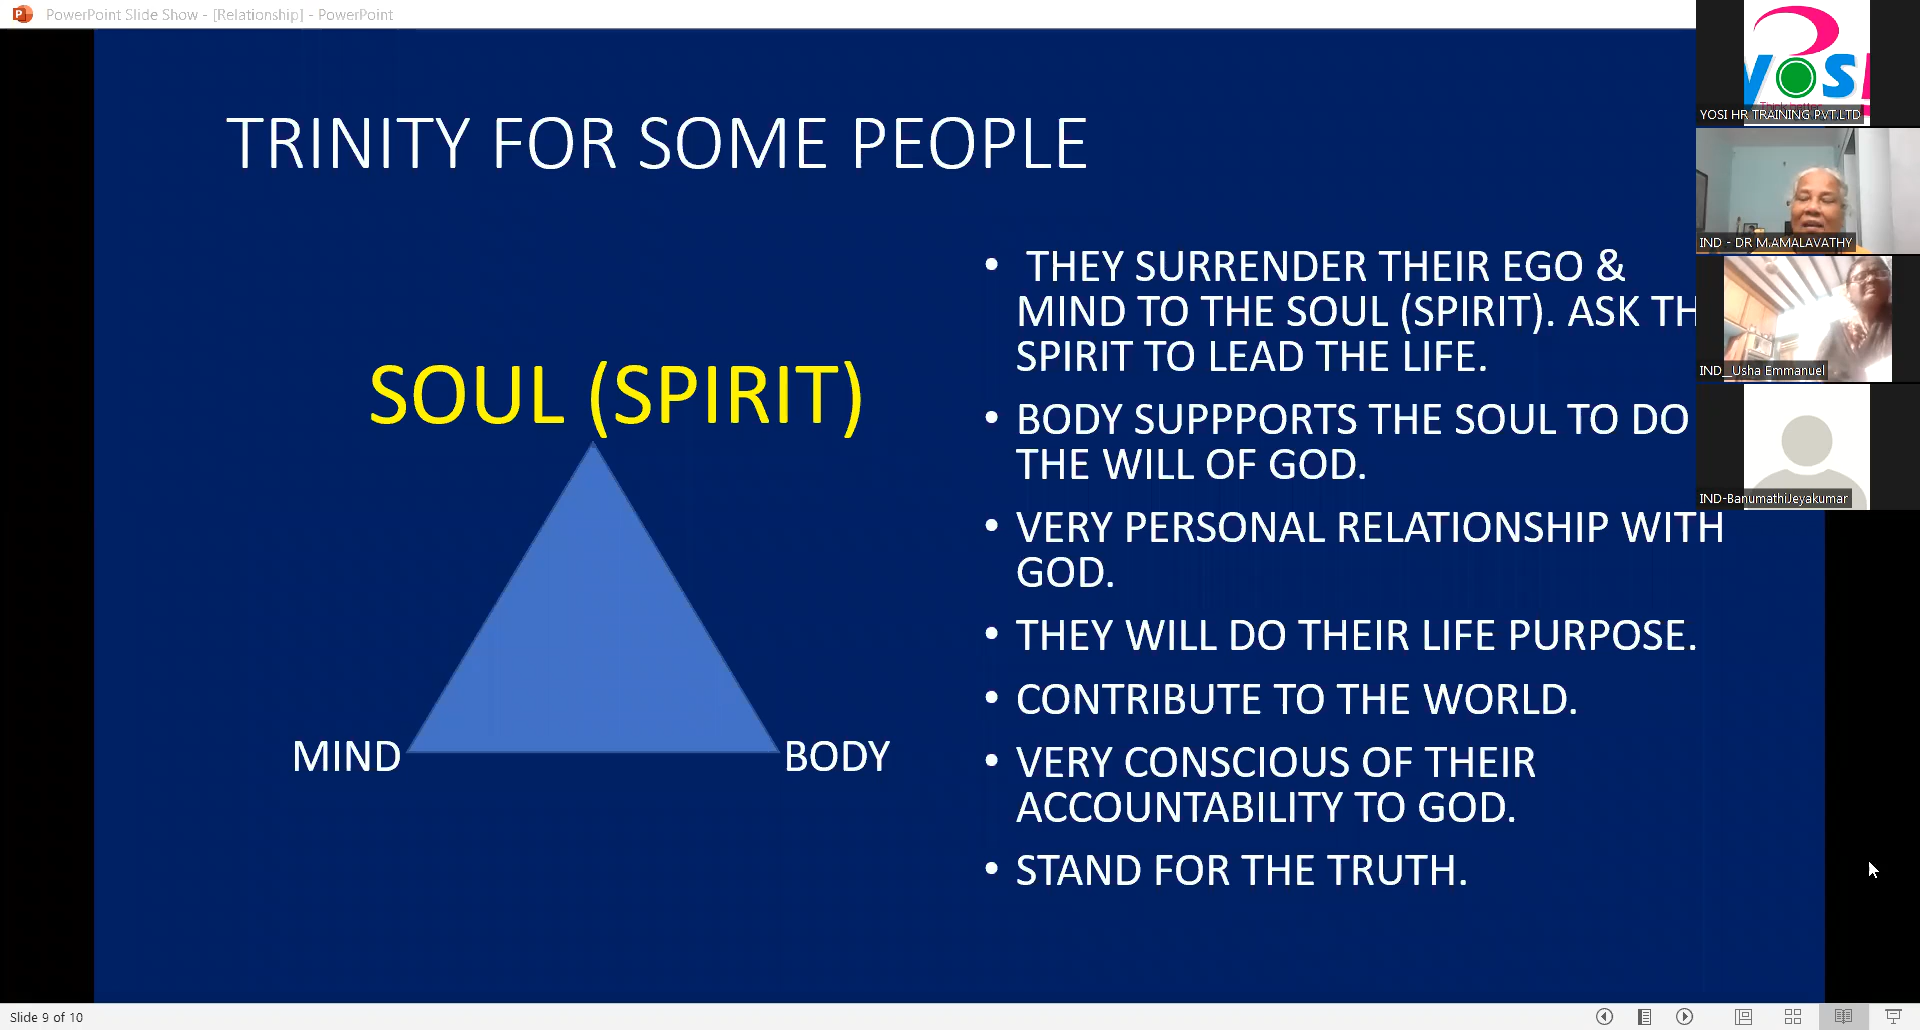 PowerPoint Slide Show - [Relationship] - PowerPoint
TRINITY FOR SOME PEOPLE
SOUL (SPIRIT)
MIND
BODY
• THEY SURRENDER THEIR EGO &
MIND TO THE SOUL (SPIRIT). ASK TH
SPIRIT TO LEAD THE LIFE.
• BODY SUPPPORTS THE SOUL TO DO
THE WILL OF GOD.
• VERY PERSONAL RELATIONSHIP WITH
GOD.
• THEY WILL DO THEIR LIFE PURPOSE.
• CONTRIBUTE TO THE WORLD.
• VERY CONSCIOUS OF THEIR
ACCOUNTABILITY TO GOD.
• STAND FOR THE TRUTH.
YOSI
YOSI HR TRAINING PVT.LTD
IND - DR M.AMALAVATHY
IND__Usha Emmanuel
IND-BanumathiJeyakumar
Slide 9 of 10